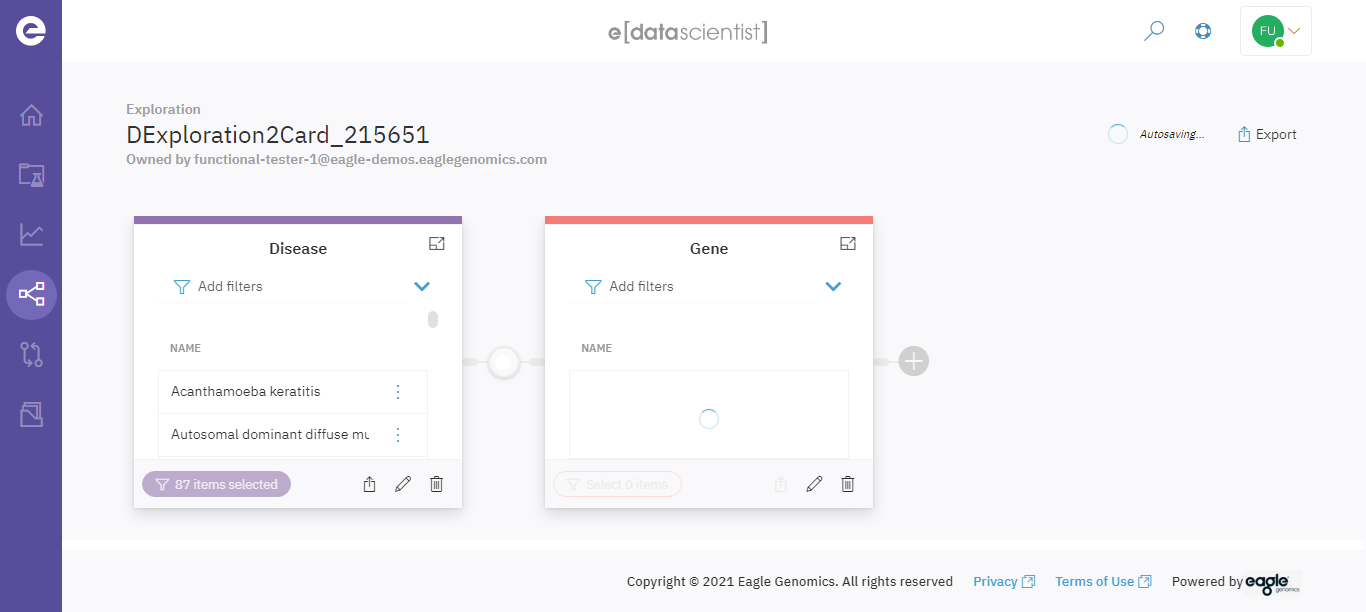 e[datascientist]
FU
Exploration
DExploration2Card_215651
Owned by functional-tester-1@eagle-demos.eaglegenomics.com
Autosaving...
Export
Disease
Add filters
NAME
Acanthamoeba keratitis
Autosomal dominant diffuse mu
87 items selected
Gene
Add filters
NAME
Select 0 items
Copyright © 2021 Eagle Genomics. All rights reserved
Privacy
Terms of Use
Powered by eagle genomics